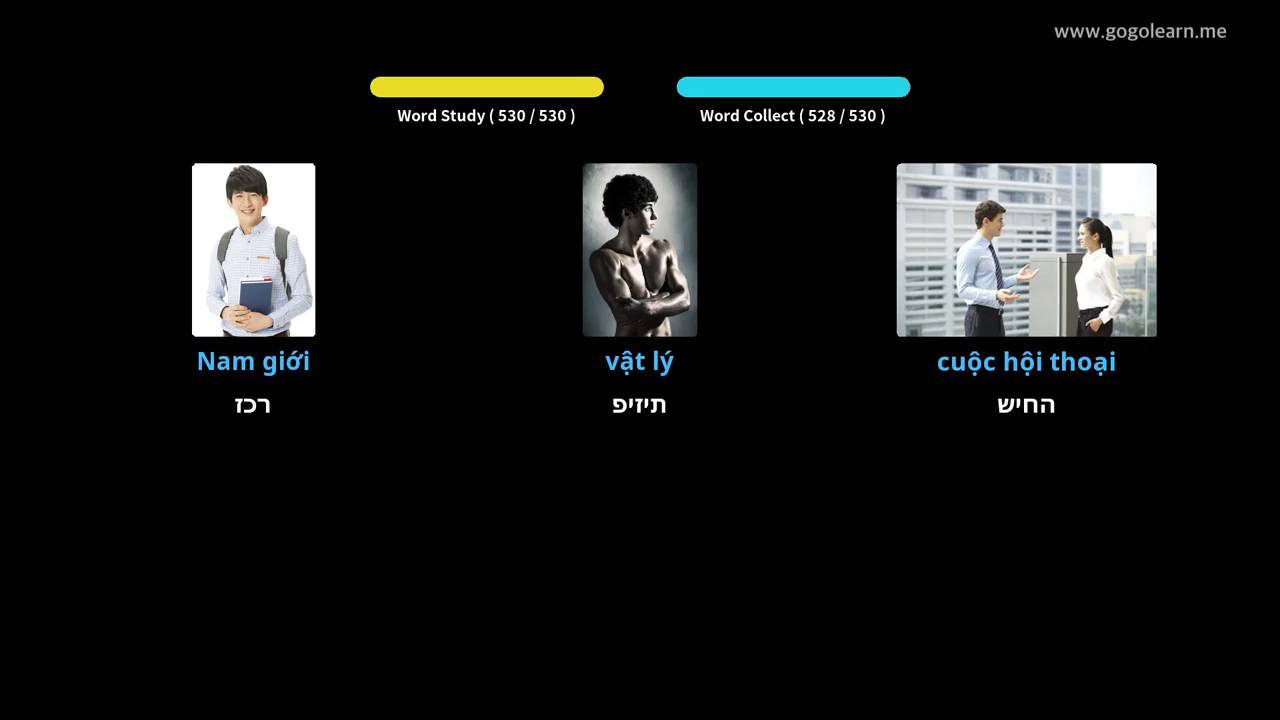 www.gogolearn.me
Word Study ( 530 / 530 )
Word Collect ( 528 / 530 )
Nam giới
רכז
vật lý
תיזיפ
cuộc hội thoại
החיש